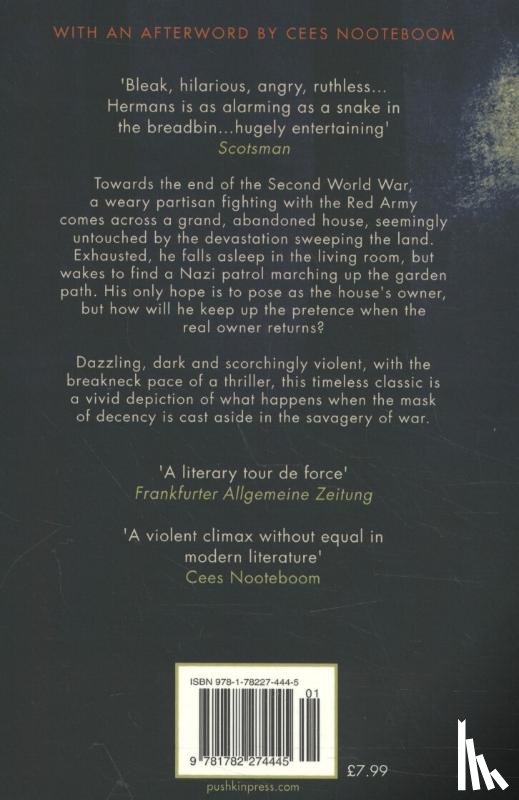 WITH AN AFTERWORD BY CEES NOOTEBOOM
'Bleak, hilarious, angry, ruthless...
Hermans is as alarming as a snake in
the breadbin...hugely entertaining'
Scotsman
Towards the end of the Second World War,
a weary partisan fighting with the Red Army
comes across a grand, abandoned house, seemingly
untouched by the devastation sweeping the land.
Exhausted, he falls asleep in the living room, but
wakes to find a Nazi patrol marching up the garden
path. His only hope is to pose as the house's owner,
but how will he keep up the pretence when the
real owner returns?
Dazzling, dark and scorchingly violent, with the
breakneck pace of a thriller, this timeless classic is
a vivid depiction of what happens when the mask
of decency is cast aside in the savagery of war.
'A literary tour de force'
Frankfurter Allgemeine Zeitung
'A violent climax without equal in
modern literature'
Cees Nooteboom
ISBN 978-1-78227-444-5
01
9 781782 274445
£7.99
pushkinpress.com